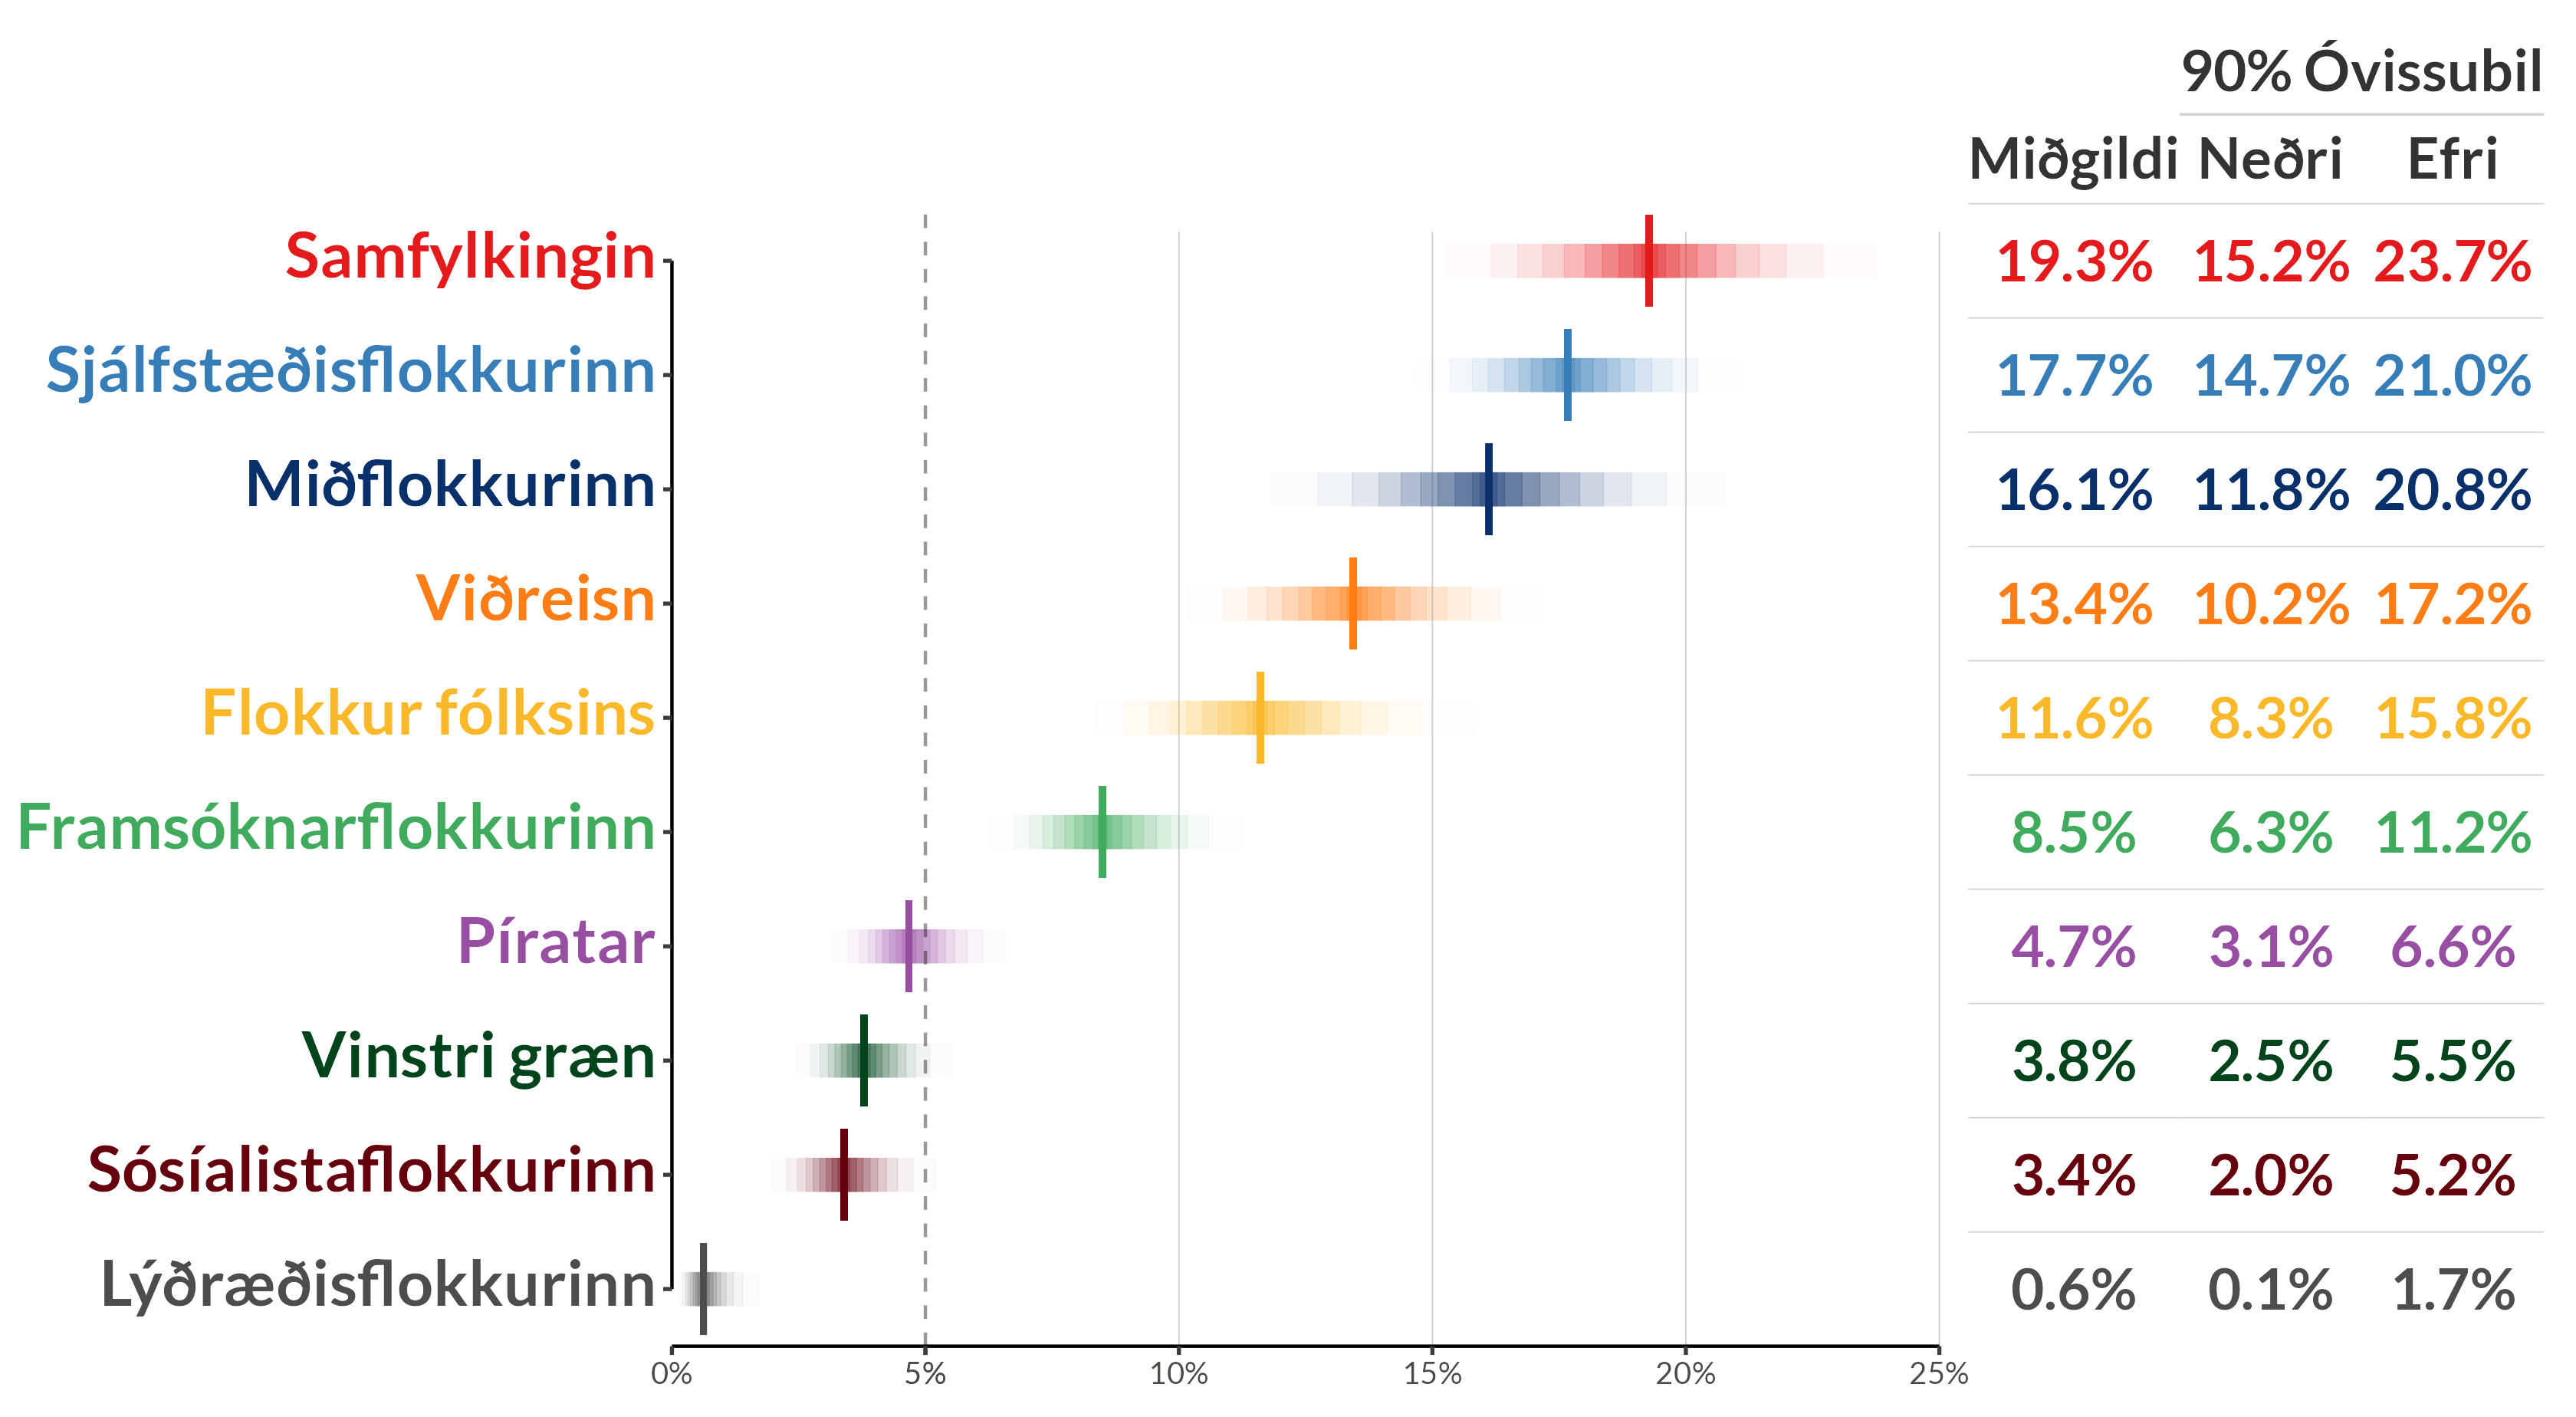 90% Óvissubil
Miðgildi Neðri Efri
Samfylkingin 19.3% 15.2% 23.7%
Sjálfstæðisflokkurinn 17.7% 14.7% 21.0%
Miðflokkurinn 16.1% 11.8% 20.8%
Viðreisn 13.4% 10.2% 17.2%
Flokkur fólksins 11.6% 8.3% 15.8%
Framsóknarflokkurinn 8.5% 6.3% 11.2%
Píratar 4.7% 3.1% 6.6%
Vinstri græn 3.8% 2.5% 5.5%
Sósíalistaflokkurinn 3.4% 2.0% 5.2%
Lýðræðisflokkurinn 0.6% 0.1% 1.7%
0% 5% 10% 15% 20% 25%